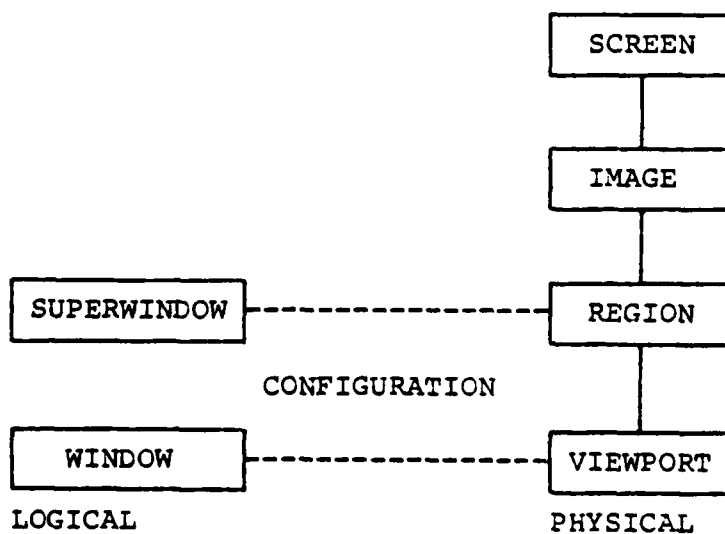 SCREEN
IMAGE
SUPERWINDOW
REGION
CONFIGURATION
WINDOW
VIEWPORT
LOGICAL
PHYSICAL